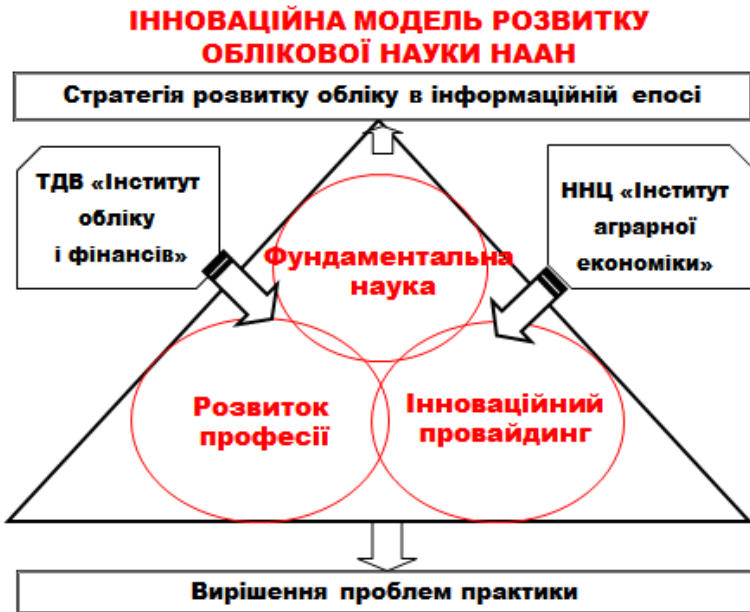 ІННОВАЦІЙНА МОДЕЛЬ РОЗВИТКУ
ОБЛІКОВОЇ НАУКИ НААН
Стратегія розвитку обліку в інформаційній епосі
ТДВ «Інститут
обліку
і фінансів»
ННЦ «Інститут
аграрної
економіки»
Фундаментальна
наука
Розвиток
професії
Інноваційний
провайдинг
Вирішення проблем практики